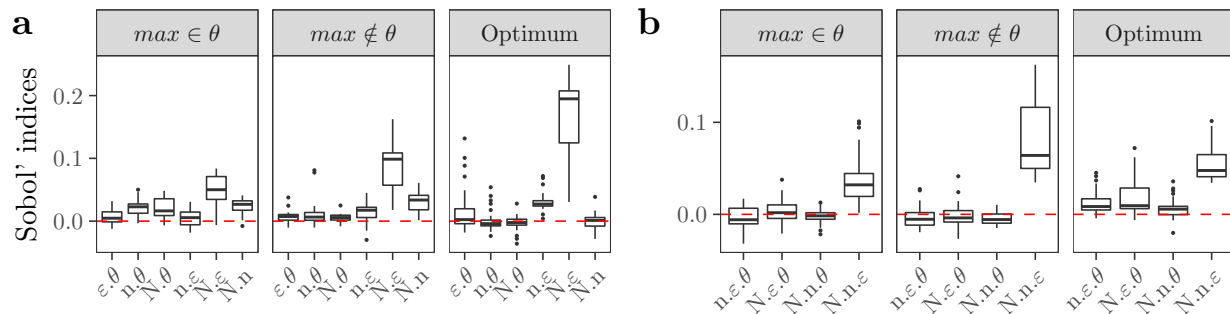 a
max ∈ θ
max ∉ θ
Optimum
Sobol' indices
0.2
0.1
0.0
ε.θ
n.θ
N.θ
n.ε
N.ε
N.n
ε.θ
n.θ
N.θ
n.ε
N.ε
N.n
ε.θ
n.θ
N.θ
n.ε
N.ε
N.n
b
max ∈ θ
max ∉ θ
Optimum
0.1
0.0
n.ε.θ
N.ε.θ
N.n.θ
N.n.ε
n.ε.θ
N.ε.θ
N.n.θ
N.n.ε
n.ε.θ
N.ε.θ
N.n.θ
N.n.ε